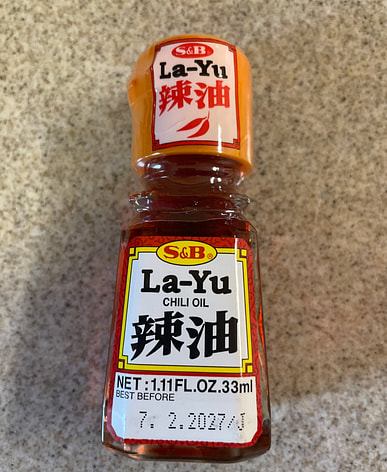 S&B
La-Yu
辣油
S&B®
La-Yu
CHILI OIL
辣油
NET:1.11FL.OZ.33ml
BEST BEFORE
7. 2.2027/J